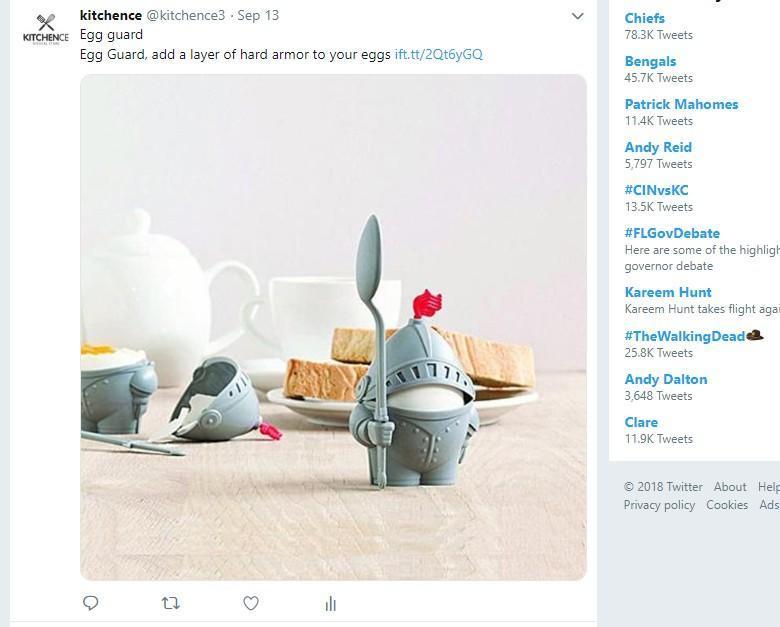 kitchence @kitchence3 · Sep 13
KITCHENCE
Egg guard
Egg Guard, add a layer of hard armor to your eggs ift.tt/2Qt6yGQ
Chiefs
78.3K Tweets
Bengals
45.7K Tweets
Patrick Mahomes
11.4K Tweets
Andy Reid
5,797 Tweets
#CINvsKC
13.5K Tweets
#FLGovDebate
Here are some of the highligh
governor debate
Kareem Hunt
Kareem Hunt takes flight agai
#TheWalkingDead
25.8K Tweets
Andy Dalton
3,648 Tweets
Clare
11.9K Tweets
© 2018 Twitter About Help
Privacy policy Cookies Ads